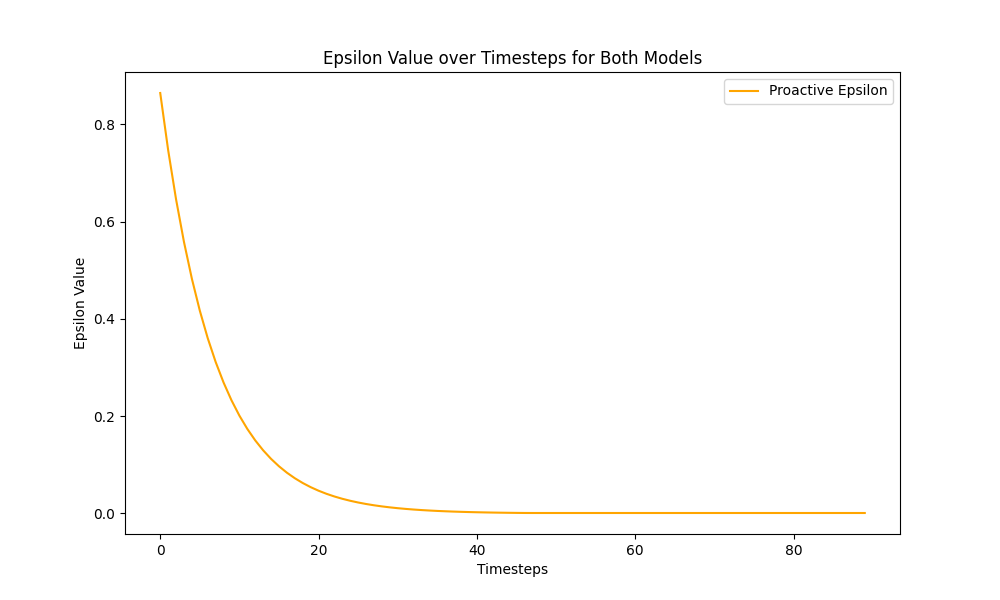 Epsilon Value over Timesteps for Both Models
Proactive Epsilon
Epsilon Value
0.8
0.6
0.4
0.2
0.0
0 20 40 60 80
Timesteps